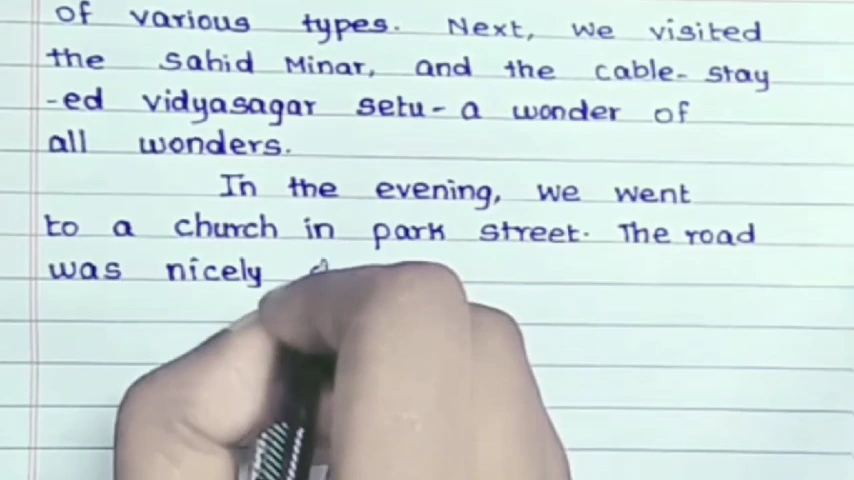 of various types. Next, we visited
the Sahid Minar, and the cable-stay
-ed vidyasagar setu- a wonder of
all wonders.
In the evening, we went
to a church in park street. The road
was nicely